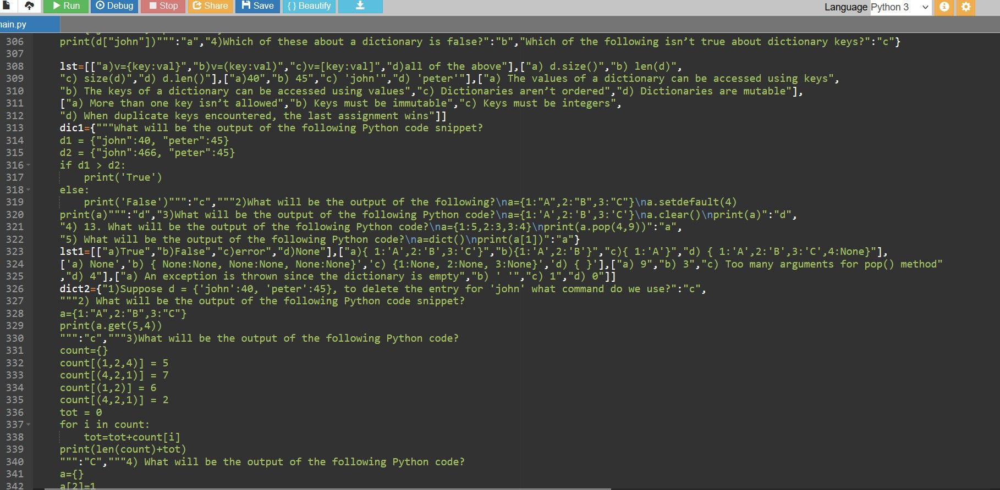 Run Debug Stop Share Save { } Beautify Language Python 3
ain.py
306 print(d["john"])""":"a","4)Which of these about a dictionary is false?":"b","Which of the following isn’t true about dictionary keys?":"c"}
307
308 lst=[["a)v={key:val}","b)v=(key:val)","c)v=[key:val]","d)all of the above"],["a) d.size()","b) len(d)",
309 "c) size(d)","d) d.len()"],["a)40","b) 45","c) 'john'","d) 'peter'"],["a) The values of a dictionary can be accessed using keys",
310 "b) The keys of a dictionary can be accessed using values","c) Dictionaries aren’t ordered","d) Dictionaries are mutable"],
311 ["a) More than one key isn’t allowed","b) Keys must be immutable","c) Keys must be integers",
312 "d) When duplicate keys encountered, the last assignment wins"]]
313 dic1={"""What will be the output of the following Python code snippet?
314 d1 = {"john":40, "peter":45}
315 d2 = {"john":466, "peter":45}
316 if d1 > d2:
317     print('True')
318 else:
319     print('False')""":"c","""2)What will be the output of the following?\na={1:"A",2:"B",3:"C"}\na.setdefault(4)
320 print(a)""":"d","3)What will be the output of the following Python code?\na={1:'A',2:'B',3:'C'}\na.clear()\nprint(a)":"d",
321 "4) 13. What will be the output of the following Python code?\na={1:5,2:3,3:4}\nprint(a.pop(4,9))":"a",
322 "5) What will be the output of the following Python code?\na=dict()\nprint(a[1])":"a"}
323 lst1=[["a)True","b)False","c)error","d)None"],["a){ 1:'A',2:'B',3:'C'}","b){1:'A',2:'B'}","c){ 1:'A'}","d) { 1:'A',2:'B',3:'C',4:None}"],
324 ['a) None','b) { None:None, None:None, None:None}','c) {1:None, 2:None, 3:None}','d) { }'],["a) 9","b) 3","c) Too many arguments for pop() method"
325 ,"d) 4"],["a) An exception is thrown since the dictionary is empty","b) ' '","c) 1","d) 0"]]
326 dict2={"1)Suppose d = {'john':40, 'peter':45}, to delete the entry for 'john' what command do we use?":"c",
327 """2) What will be the output of the following Python code snippet?
328 a={1:"A",2:"B",3:"C"}
329 print(a.get(5,4))
330 """:"c","""3)What will be the output of the following Python code?
331 count={}
332 count[(1,2,4)] = 5
333 count[(4,2,1)] = 7
334 count[(1,2)] = 6
335 count[(4,2,1)] = 2
336 tot = 0
337 for i in count:
338     tot=tot+count[i]
339 print(len(count)+tot)
340 """:"C","""4) What will be the output of the following Python code?
341 a={}
342 a[2]=1